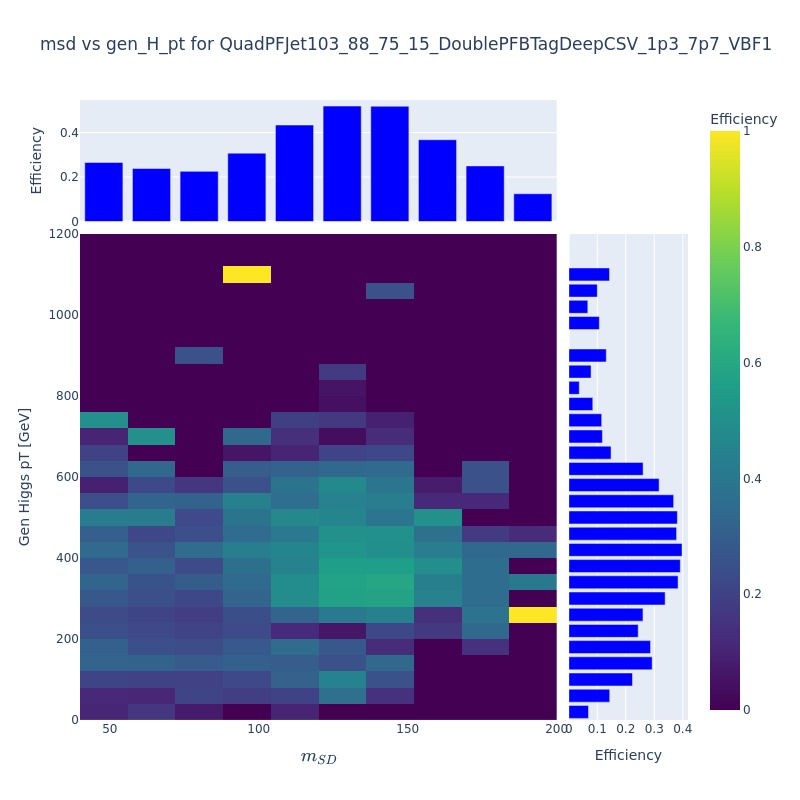 msd vs gen_H_pt for QuadPFJet103_88_75_15_DoublePFBTagDeepCSV_1p3_7p7_VBF1
Efficiency
0.4
0.2
0
Efficiency
1
0.8
0.6
0.4
0.2
0
Gen Higgs pT [GeV]
1200
1000
800
600
400
200
0
50 100 150 200
m_{SD}
0 0.1 0.2 0.3 0.4
Efficiency